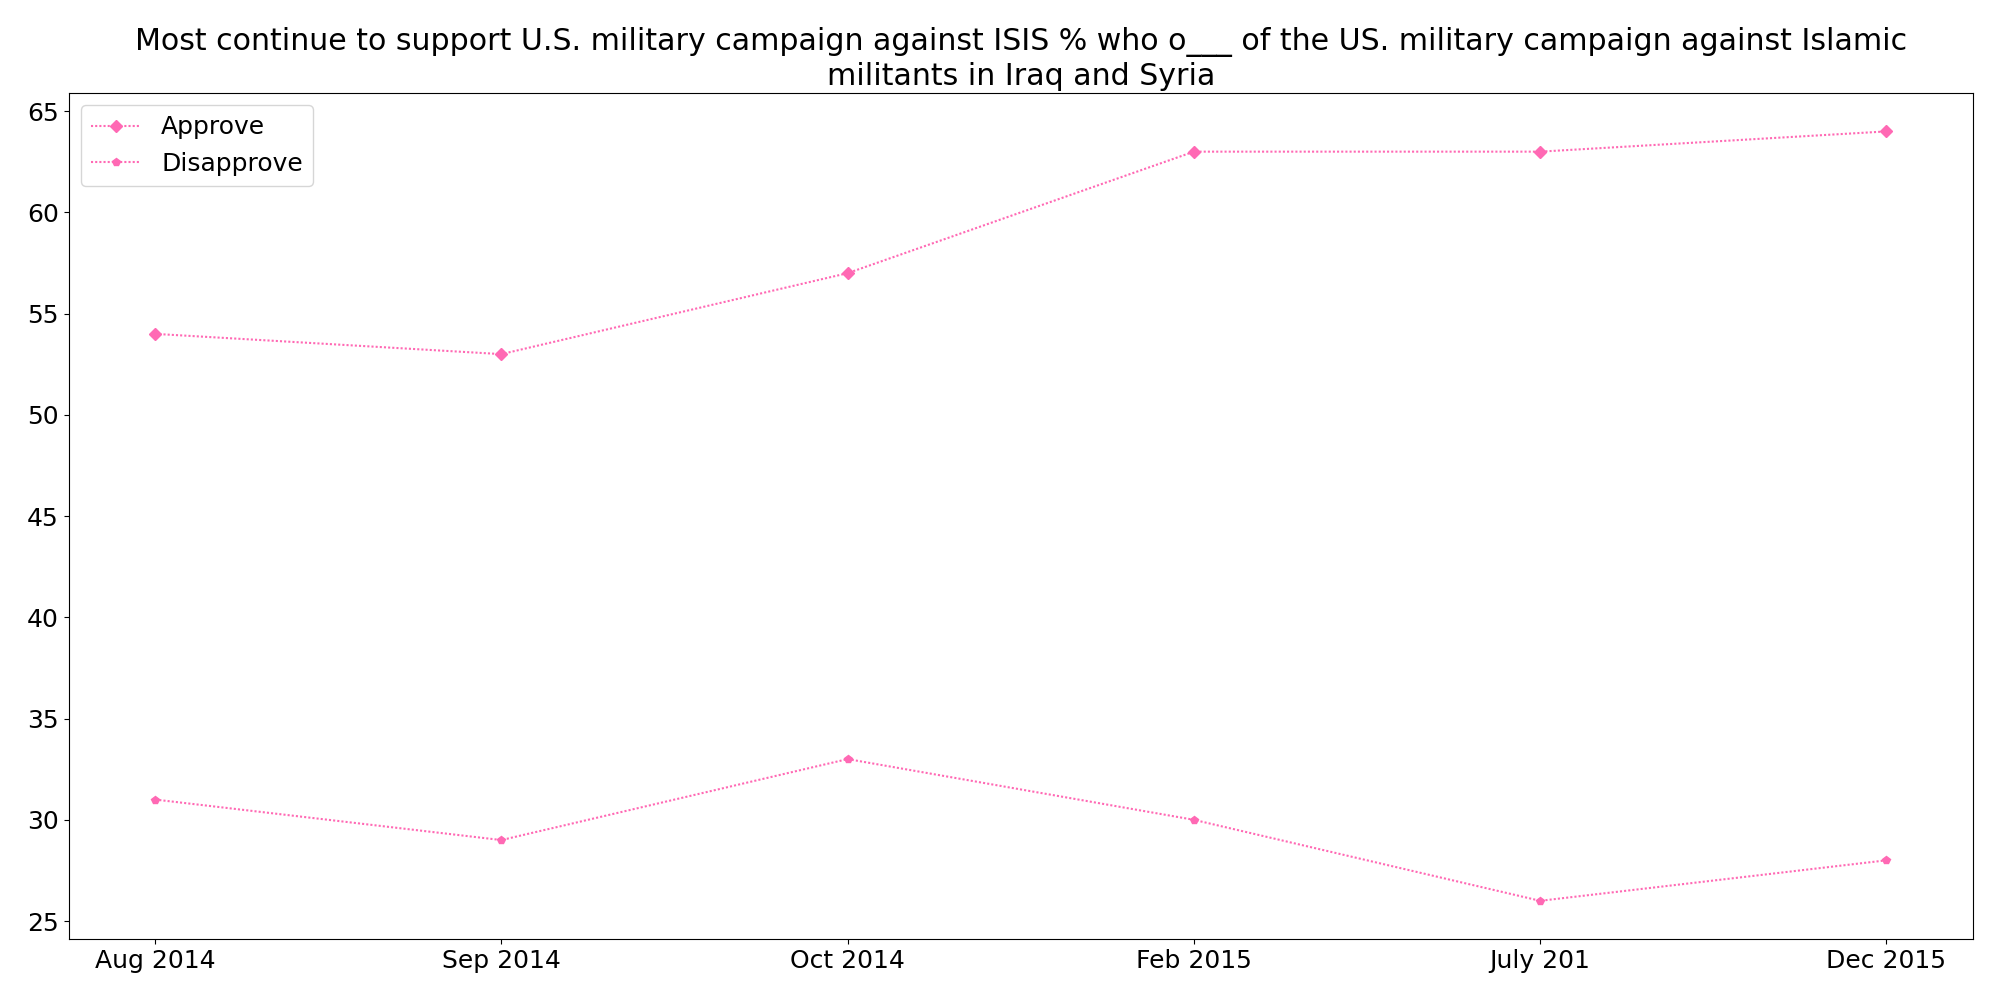 Most continue to support U.S. military campaign against ISIS % who o___ of the US. military campaign against Islamic
militants in Iraq and Syria
Approve
Disapprove
65
60
55
50
45
40
35
30
25
Aug 2014 Sep 2014 Oct 2014 Feb 2015 July 201 Dec 2015